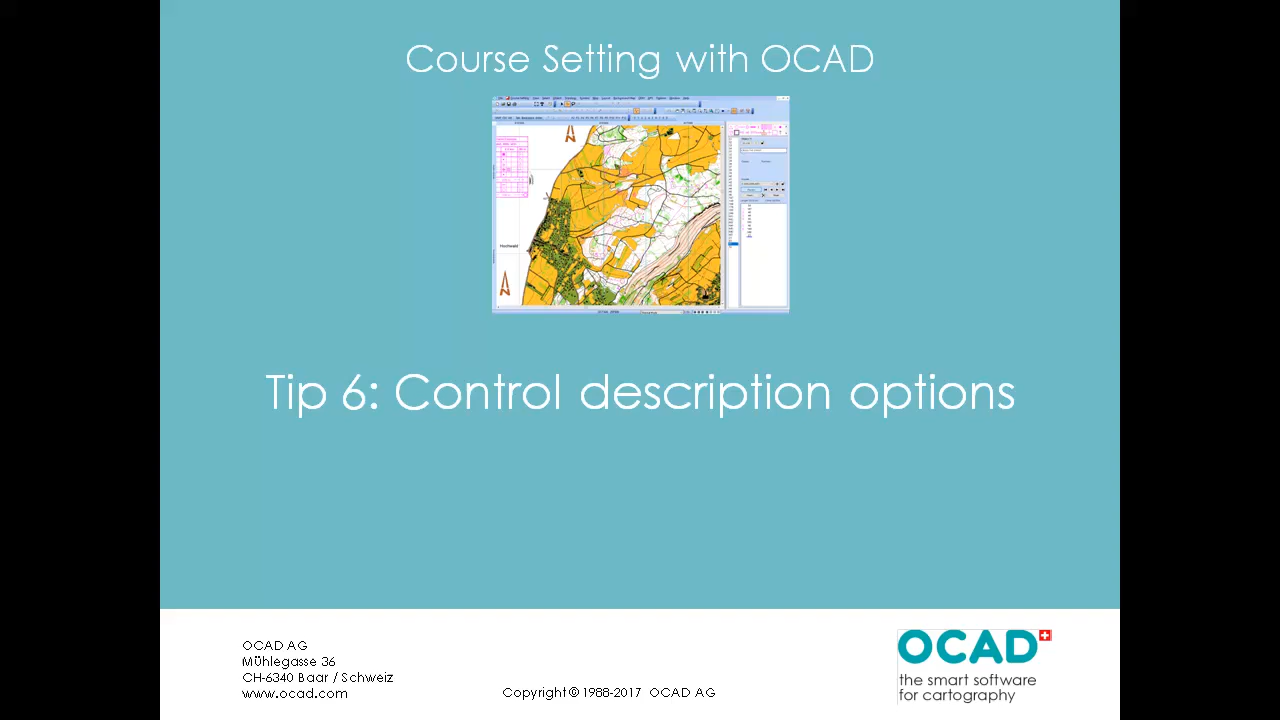 Course Setting with OCAD
Hochwald
Tip 6: Control description options
OCAD AG
Mühlegasse 36
CH-6340 Baar / Schweiz
www.ocad.com
Copyright © 1988-2017 OCAD AG
OCAD
the smart software
for cartography